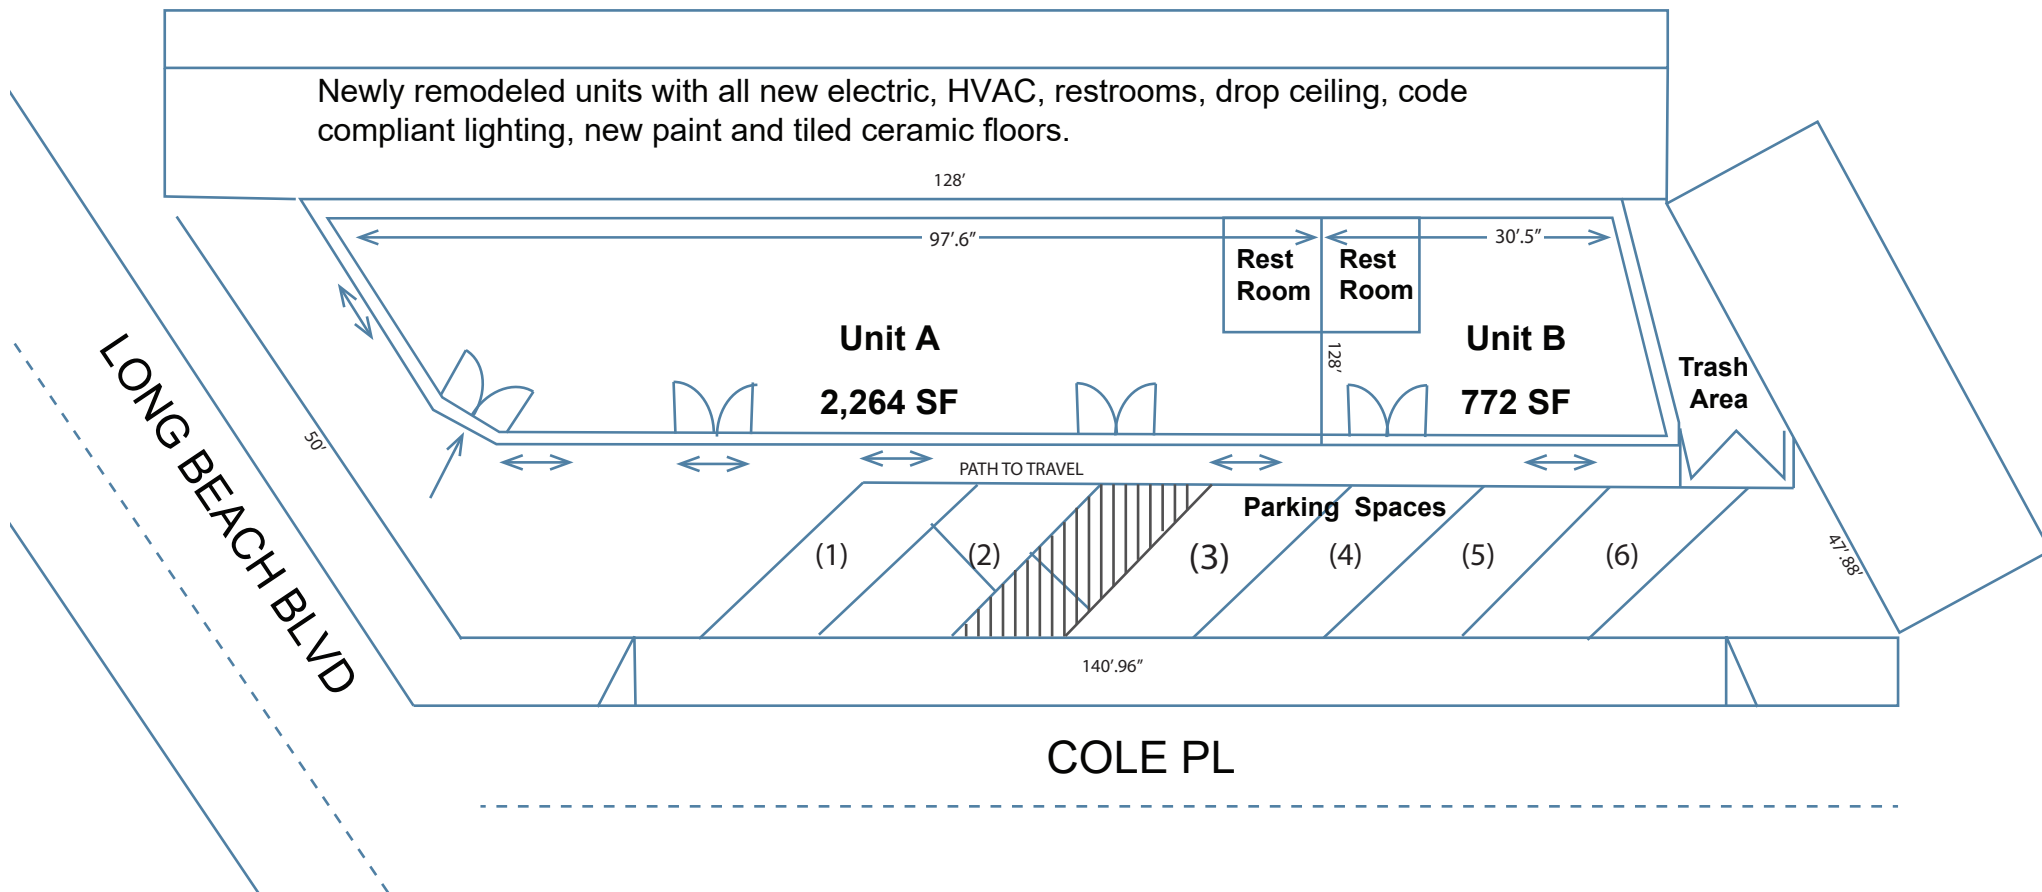 Newly remodeled units with all new electric, HVAC, restrooms, drop ceiling, code
compliant lighting, new paint and tiled ceramic floors.
128’
97’.6”
30’.5”
Rest
Room
Rest
Room
Unit A
2,264 SF
128’
Unit B
772 SF
Trash
Area
LONG BEACH BLVD
50’
PATH TO TRAVEL
Parking Spaces
(1)
(2)
(3)
(4)
(5)
(6)
47’.88’
140’.96”
COLE PL